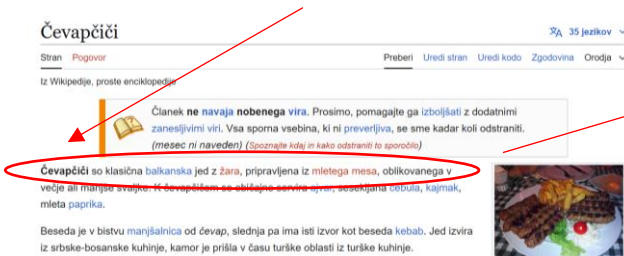 Čevapčiči
35 jezikov
Stran Pogovor Preberi Uredi stran Uredi kodo Zgodovina Orodja
Iz Wikipedije, proste enciklopedije
Članek ne navaja nobenega vira. Prosimo, pomagajte ga izboljšati z dodatnimi
zanesljivimi viri. Vsa sporna vsebina, ki ni preverljiva, se sme kadar koli odstraniti.
(mesec ni naveden) (Spoznajte kdaj in kako odstraniti to sporočilo)
Čevapčiči so klasična balkanska jed z žara, pripravljena iz mletega mesa, oblikovanega v
večje ali manjše svaljke. K čevapčičem se običajno servira ajvar, sesekljana čebula, kajmak,
mleta paprika.
Beseda je v bistvu manjšalnica od čevap, slednja pa ima isti izvor kot beseda kebab. Jed izvira
iz srbske-bosanske kuhinje, kamor je prišla v času turške oblasti iz turške kuhinje.